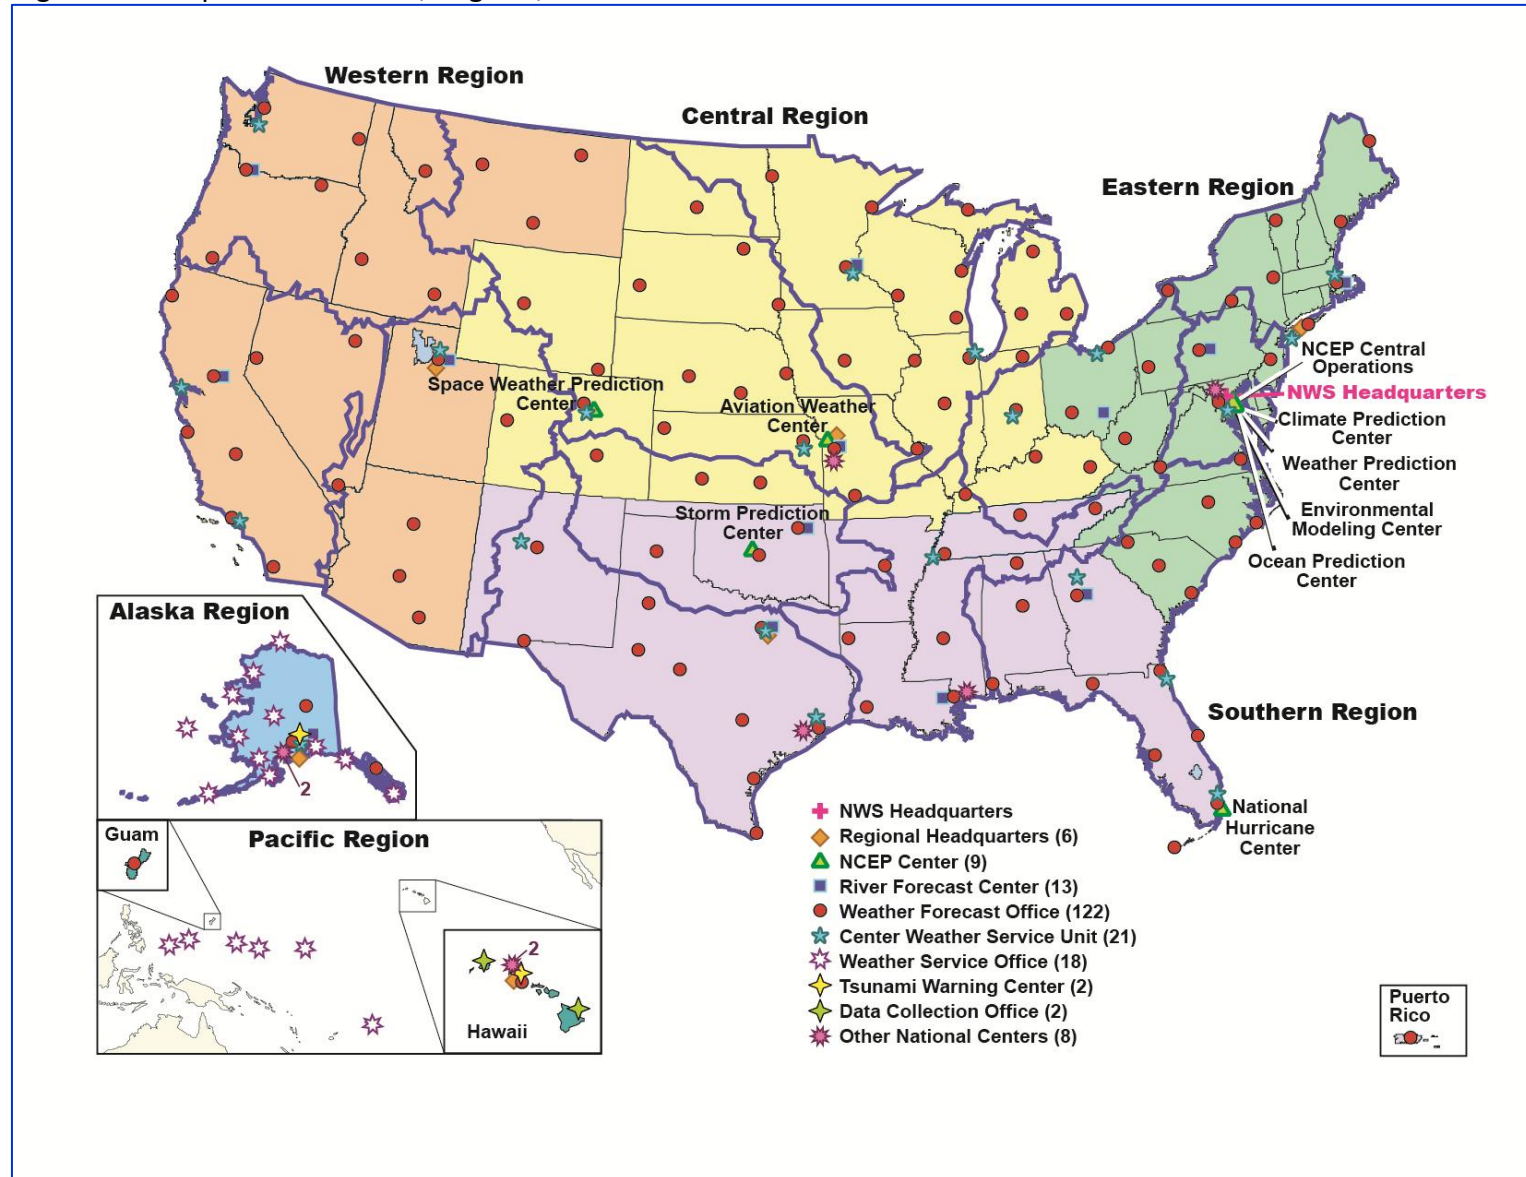 Western Region
Central Region
Eastern Region
NCEP Central
Operations
NWS Headquarters
Space Weather Prediction
Center
Aviation Weather
Center
Climate Prediction
Center
Weather Prediction
Center
Storm Prediction
Center
Environmental
Modeling Center
Ocean Prediction
Center
Alaska Region
2
Southern Region
National
Hurricane
Center
Guam
Pacific Region
2
Hawaii
NWS Headquarters
Regional Headquarters (6)
NCEP Center (9)
River Forecast Center (13)
Weather Forecast Office (122)
Center Weather Service Unit (21)
Weather Service Office (18)
Tsunami Warning Center (2)
Data Collection Office (2)
Other National Centers (8)
Puerto
Rico